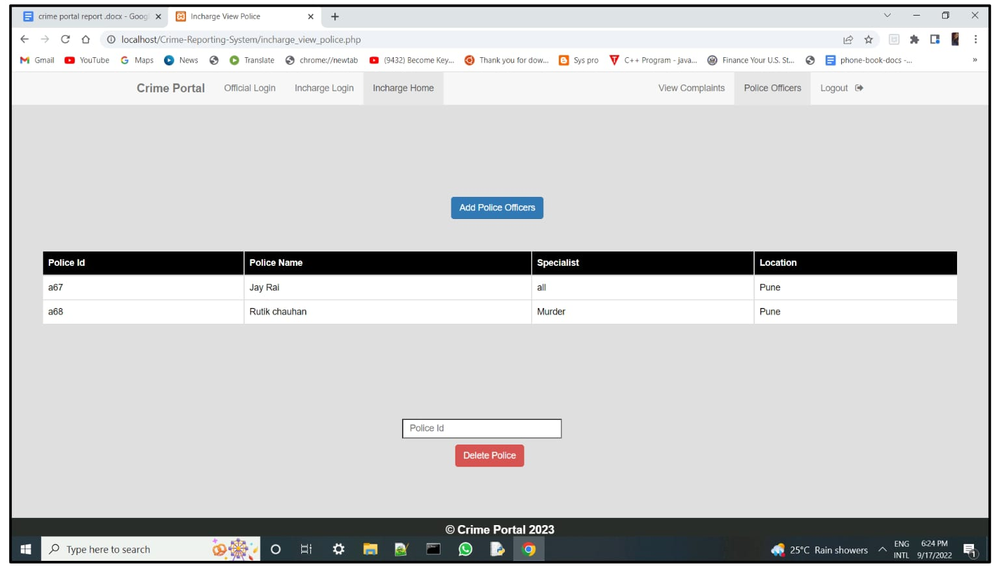 crime portal report .docx - Goog
Incharge View Police
localhost/Crime-Reporting-System/incharge_view_police.php
Gmail YouTube Maps News Translate chrome://newtab (9432) Become Key... Thank you for dow... Sys pro C++ Program - java... Finance Your U.S. St... phone-book-docs -... »
Crime Portal Official Login Incharge Login Incharge Home View Complaints Police Officers Logout
Add Police Officers
Police Id Police Name Specialist Location
a67 Jay Rai all Pune
a68 Rutik chauhan Murder Pune
Police Id
Delete Police
© Crime Portal 2023
Type here to search
25°C Rain showers
ENG 6:24 PM
INTL 9/17/2022
1